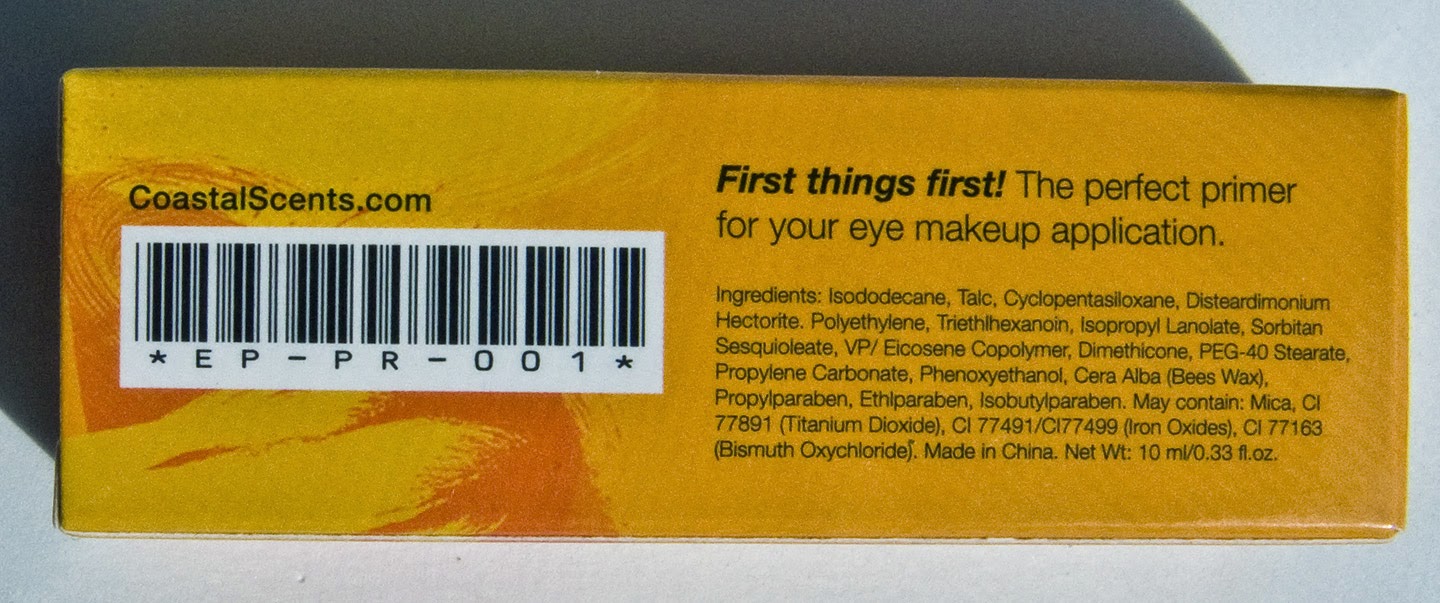 CoastalScents.com
*EP-PR-001*
First things first! The perfect primer
for your eye makeup application.
Ingredients: Isododecane, Talc, Cyclopentasiloxane, Disteardimonium
Hectorite. Polyethylene, Triethlhexanoin, Isopropyl Lanolate, Sorbitan
Sesquioleate, VP/ Eicosene Copolymer, Dimethicone, PEG-40 Stearate,
Propylene Carbonate, Phenoxyethanol, Cera Alba (Bees Wax),
Propylparaben, Ethlparaben, Isobutylparaben. May contain: Mica, CI
77891 (Titanium Dioxide), CI 77491/CI77499 (Iron Oxides), CI 77163
(Bismuth Oxychloride). Made in China. Net Wt: 10 ml/0.33 fl.oz.